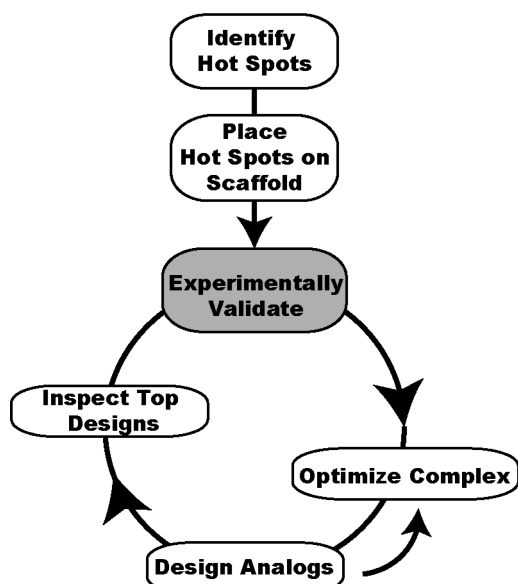 Identify
Hot Spots
Place
Hot Spots on
Scaffold
Experimentally
Validate
Inspect Top
Designs
Optimize Complex
Design Analogs